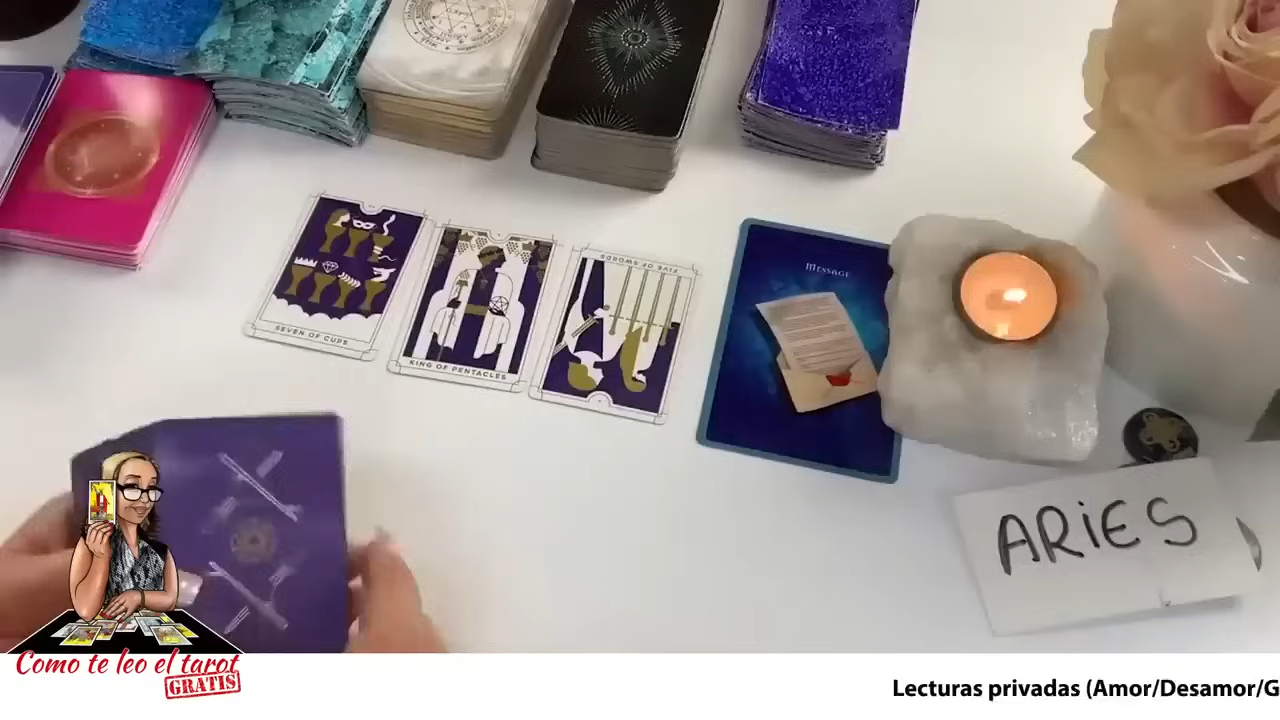 MESSAGE
SEVEN OF CUPS
KING OF PENTACLES
FIVE OF SWORDS
ARIES
Como te leo el tarot
GRATIS
Lecturas privadas (Amor/Desamor/G